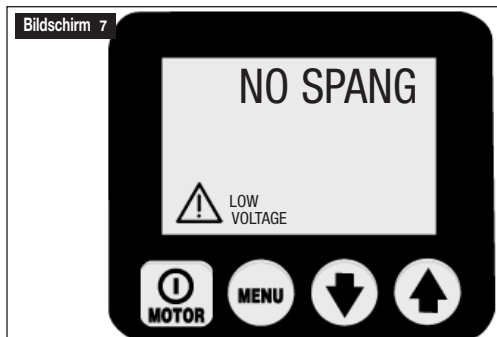 Bildschirm 7
NO SPANG
LOW
VOLTAGE
MOTOR
MENU